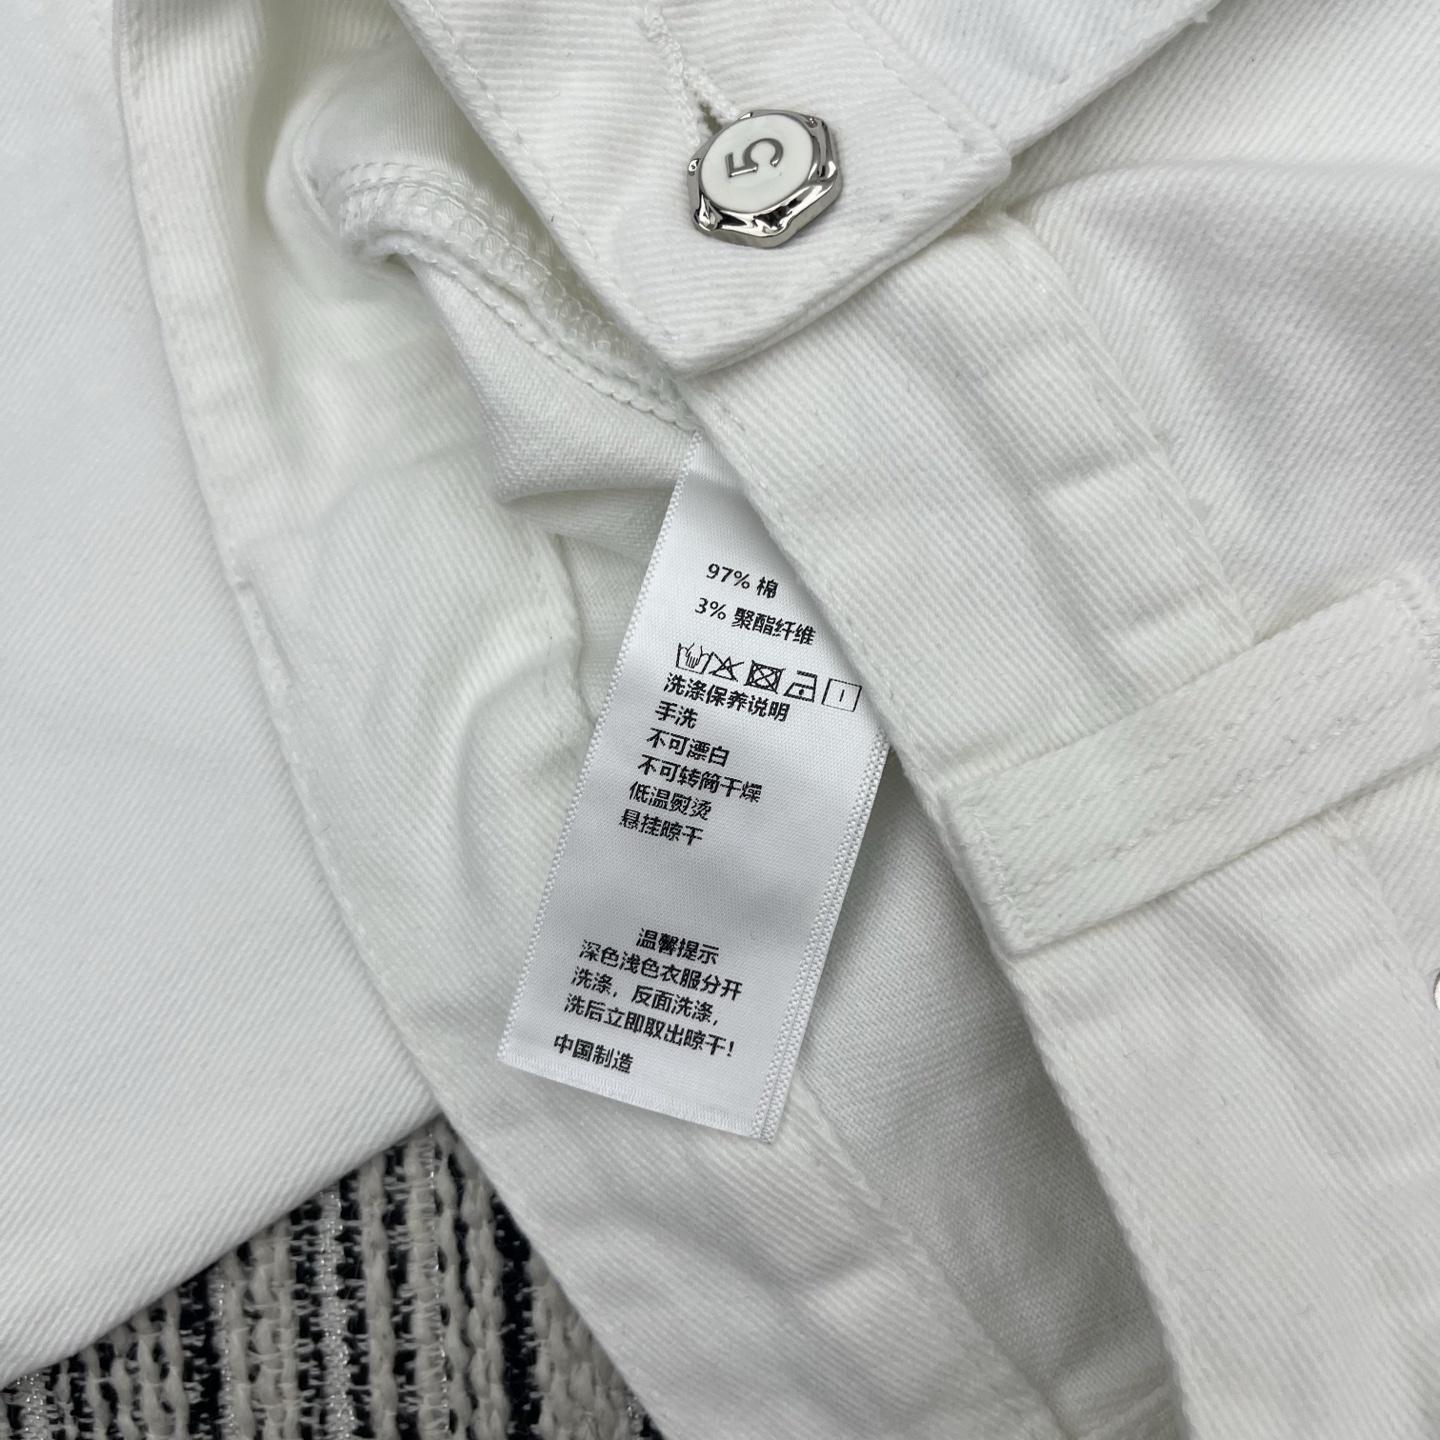 5
97% 棉
3% 聚酯纤维
洗涤保养说明
手洗
不可漂白
不可转筒干燥
低温熨烫
悬挂晾干
温馨提示
深色浅色衣服分开
洗涤，反面洗涤，
洗后立即取出晾干!
中国制造